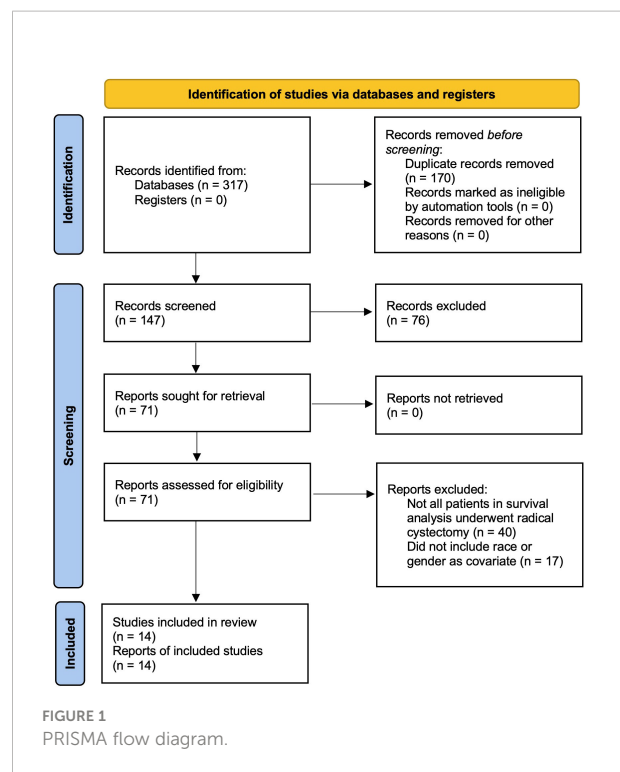 Identification of studies via databases and registers
Identification
Records identified from:
Databases (n = 317)
Registers (n = 0)
Records removed before
screening:
Duplicate records removed
(n = 170)
Records marked as ineligible
by automation tools (n = 0)
Records removed for other
reasons (n = 0)
Screening
Records screened
(n = 147)
Records excluded
(n = 76)
Reports sought for retrieval
(n = 71)
Reports not retrieved
(n = 0)
Reports assessed for eligibility
(n = 71)
Reports excluded:
Not all patients in survival
analysis underwent radical
cystectomy (n = 40)
Did not include race or
gender as covariate (n = 17)
Included
Studies included in review
(n = 14)
Reports of included studies
(n = 14)
FIGURE 1
PRISMA flow diagram.